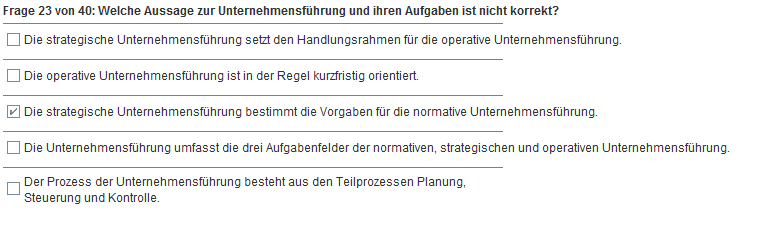 Frage 23 von 40: Welche Aussage zur Unternehmensführung und ihren Aufgaben ist nicht korrekt?
Die strategische Unternehmensführung setzt den Handlungsrahmen für die operative Unternehmensführung.
Die operative Unternehmensführung ist in der Regel kurzfristig orientiert.
Die strategische Unternehmensführung bestimmt die Vorgaben für die normative Unternehmensführung.
Die Unternehmensführung umfasst die drei Aufgabenfelder der normativen, strategischen und operativen Unternehmensführung.
Der Prozess der Unternehmensführung besteht aus den Teilprozessen Planung,
Steuerung und Kontrolle.